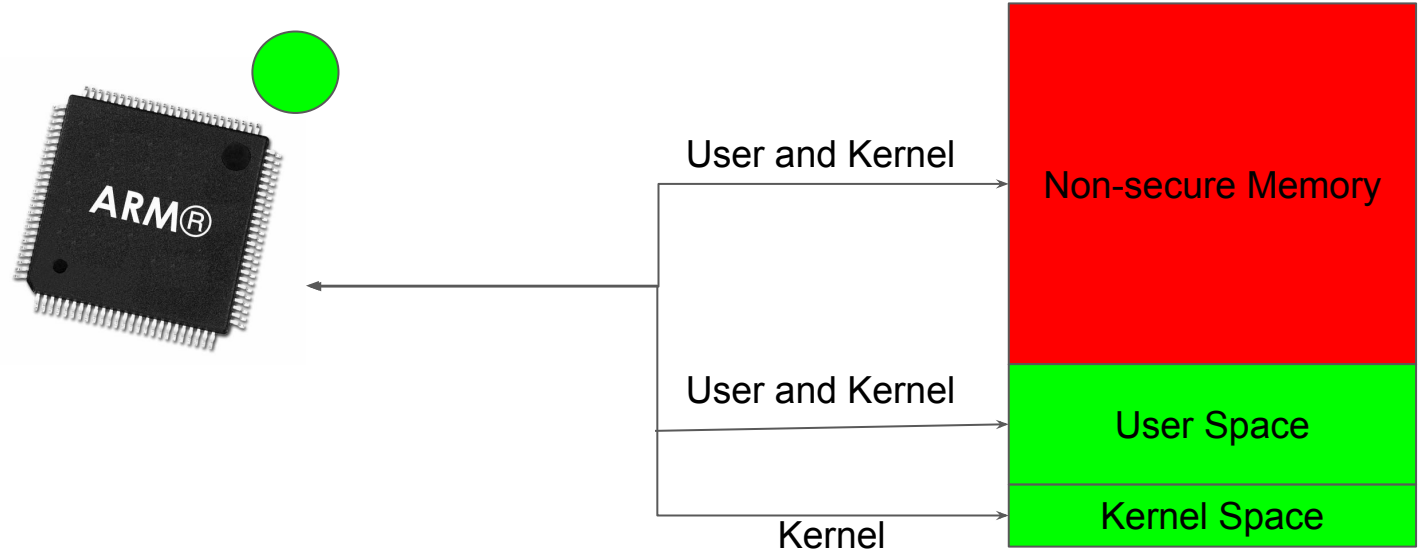 ARM®
User and Kernel
Non-secure Memory
User and Kernel
User Space
Kernel
Kernel Space